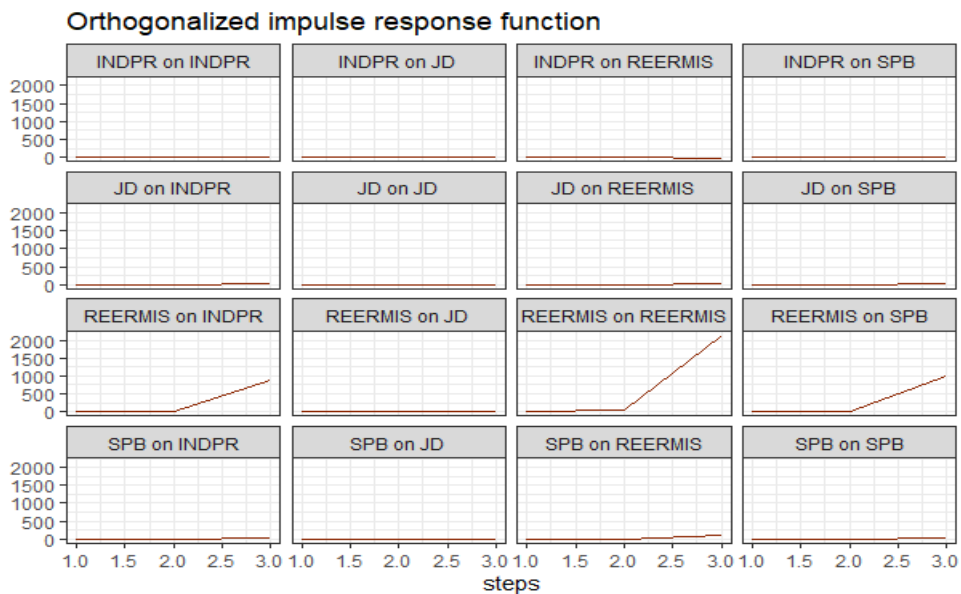 Orthogonalized impulse response function
INDPR on INDPR
INDPR on JD
INDPR on REERMIS
INDPR on SPB
2000
1500
1000
500
0
JD on INDPR
JD on JD
JD on REERMIS
JD on SPB
2000
1500
1000
500
0
REERMIS on INDPR
REERMIS on JD
REERMIS on REERMIS
REERMIS on SPB
2000
1500
1000
500
0
SPB on INDPR
SPB on JD
SPB on REERMIS
SPB on SPB
2000
1500
1000
500
0
1.0 1.5 2.0 2.5 3.0
1.0 1.5 2.0 2.5 3.0
1.0 1.5 2.0 2.5 3.0
1.0 1.5 2.0 2.5 3.0
steps